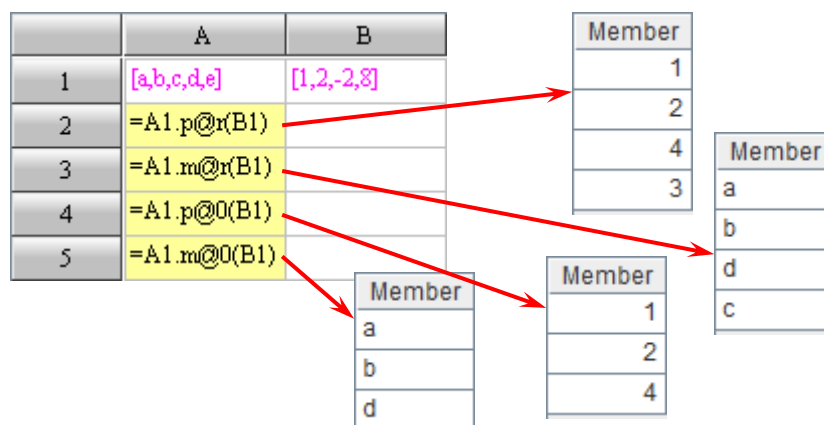 A B
1 [a,b,c,d,e] [1,2,-2,8]
2 =A1.p@r(B1)
3 =A1.m@r(B1)
4 =A1.p@0(B1)
5 =A1.m@0(B1)
Member
1
2
4
3
Member
a
b
d
c
Member
a
b
d
Member
1
2
4